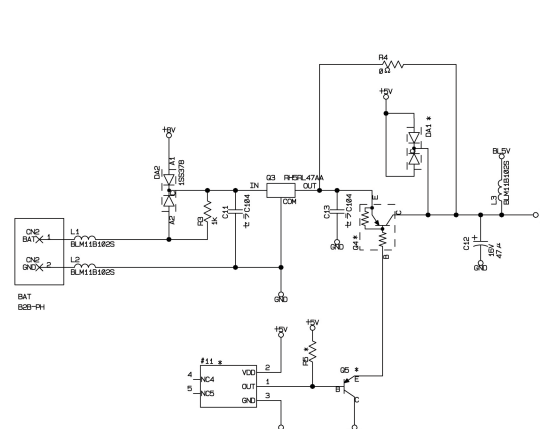 R4
0Ω
+5V
DA1 *
+8V
A1
DA2
1SS378
A2
BL5V
L3
BLM11B102S
Q3 RH5RL47AA
IN
OUT
COM
E
C
Q4*
B
C13
セラC104
C11
セラC104
R3
1k
C12
+
16V
47μ
GND
GND
GND
CN2
BAT 1
L1
BLM11B102S
CN2
GND 2
L2
BLM11B102S
BAT
B2B-PH
+5V
+5V
R5 *
#11 *
VDD
2
4
NC4
OUT
1
5
NC5
GND
3
Q5 *
E
B
C